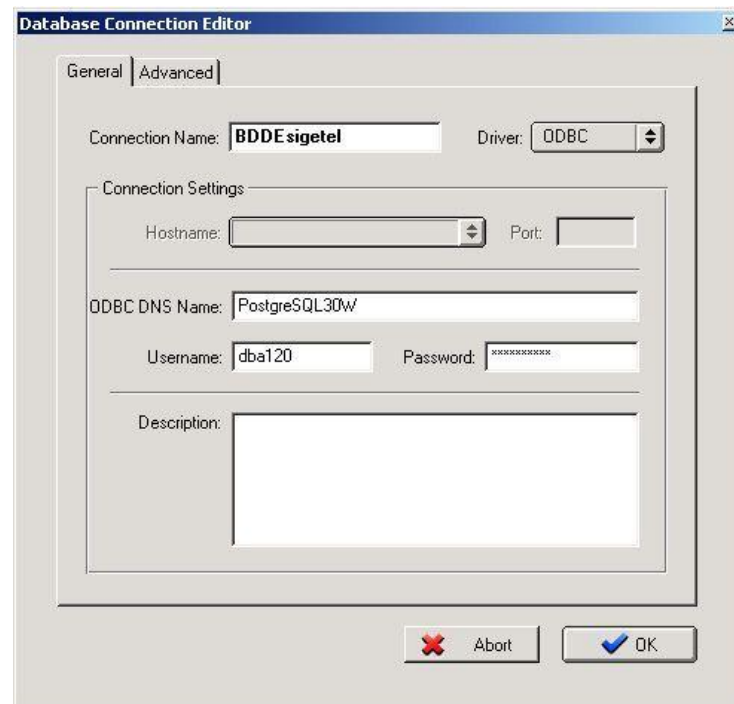 Database Connection Editor
General Advanced
Connection Name: BDDEsigetel Driver: ODBC
Connection Settings
Hostname: Port:
ODBC DNS Name: PostgreSQL30W
Username: dba120 Password: **********
Description:
Abort OK